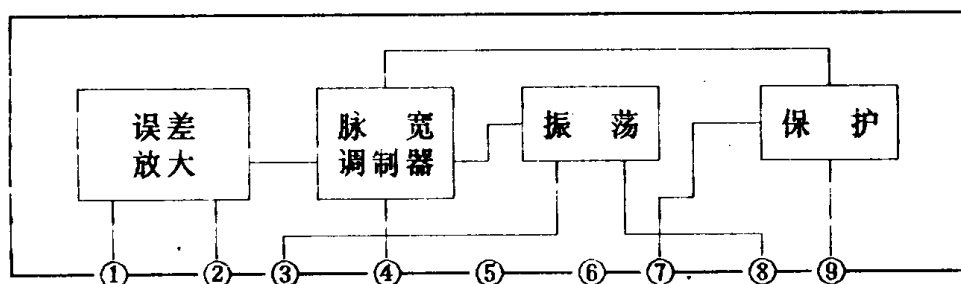 误差
放大
脉宽
调制器
振荡
保护
① ② ③ ④ ⑤ ⑥ ⑦ ⑧ ⑨